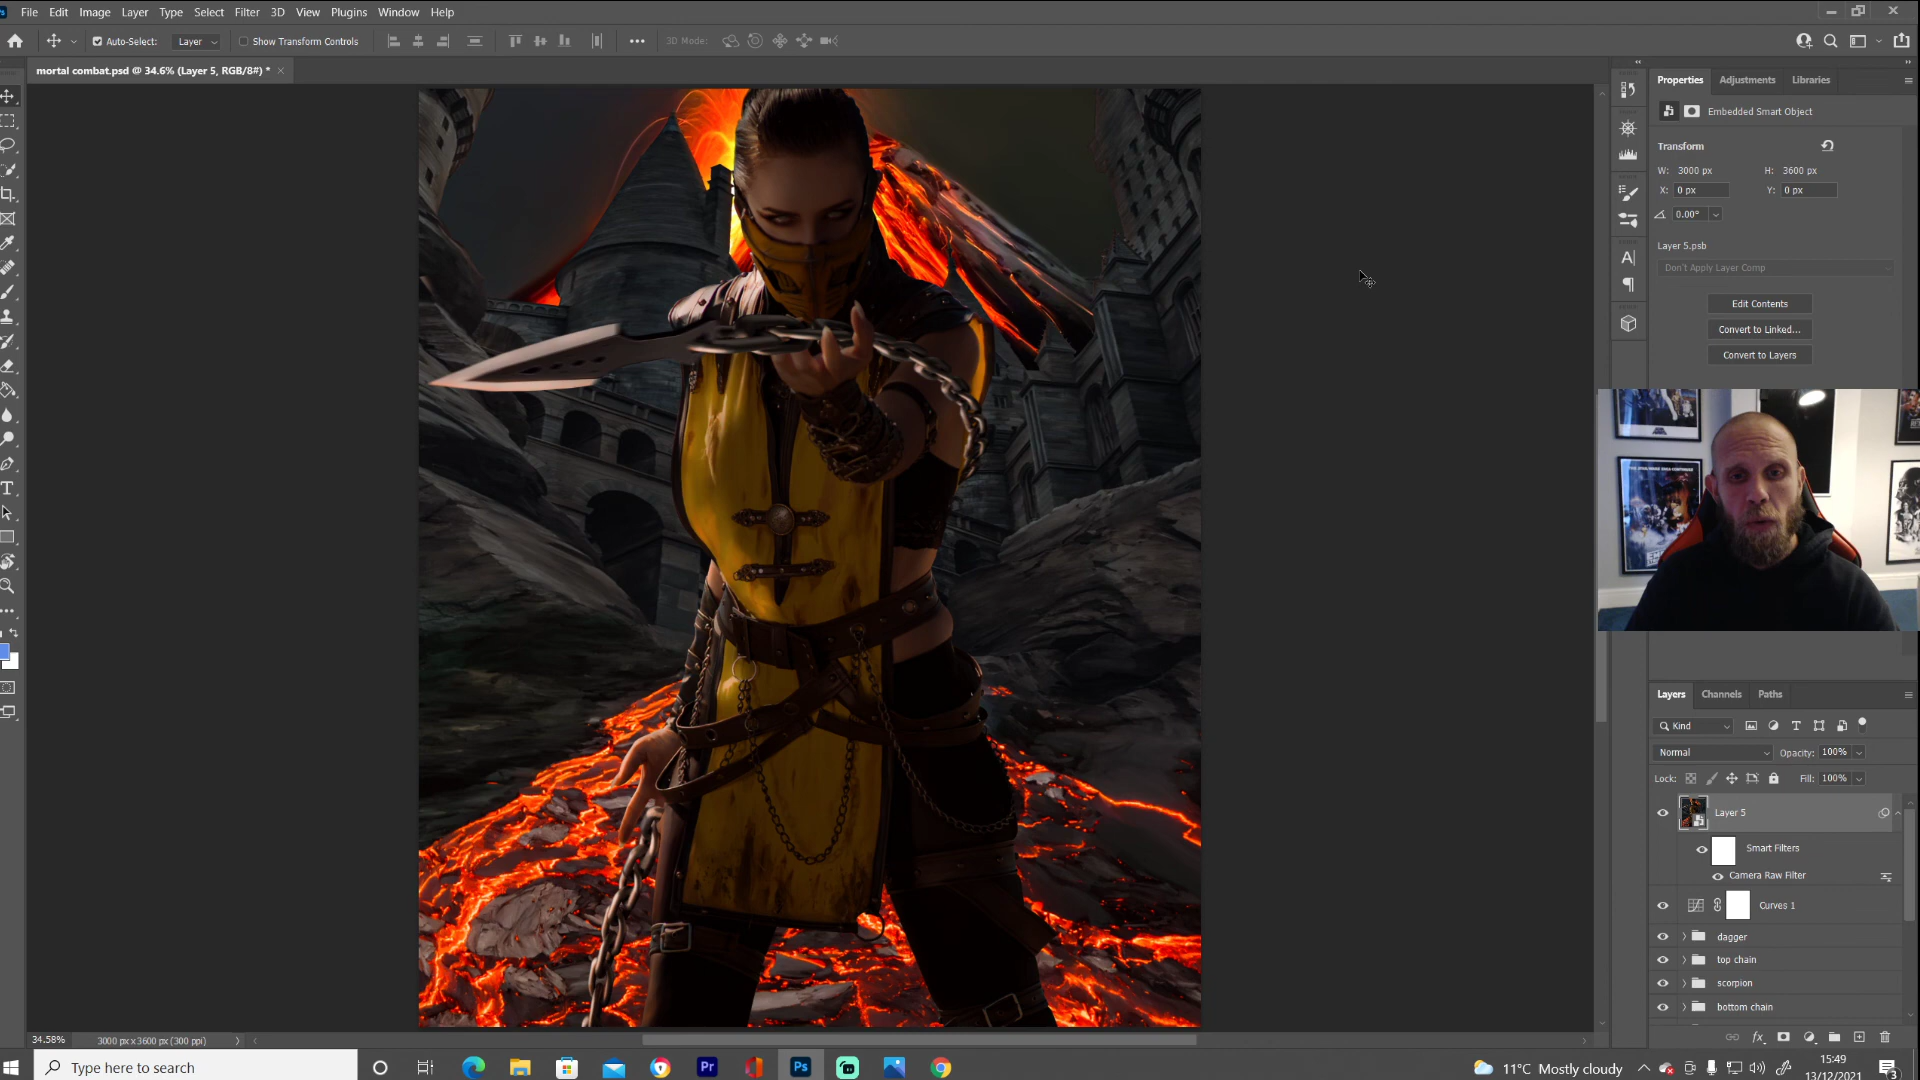 File Edit Image Layer Type Select Filter 3D View Plugins Window Help
Auto-Select: Layer Show Transform Controls 3D Mode:
mortal combat.psd @ 34.6% (Layer 5, RGB/8#) *
Properties Adjustments Libraries
Embedded Smart Object
Transform
W: 3000 px H: 3600 px
X: 0 px Y: 0 px
0.00°
Layer 5.psb
Don't Apply Layer Comp
Edit Contents
Convert to Linked...
Convert to Layers
Layers Channels Paths
Kind
Normal Opacity: 100%
Lock: Fill: 100%
Layer 5
Smart Filters
Camera Raw Filter
Curves 1
dagger
top chain
scorpion
bottom chain
34.58% 3000 px x 3600 px (300 ppi)
Type here to search
11°C Mostly cloudy
15:49
13/12/2021
3